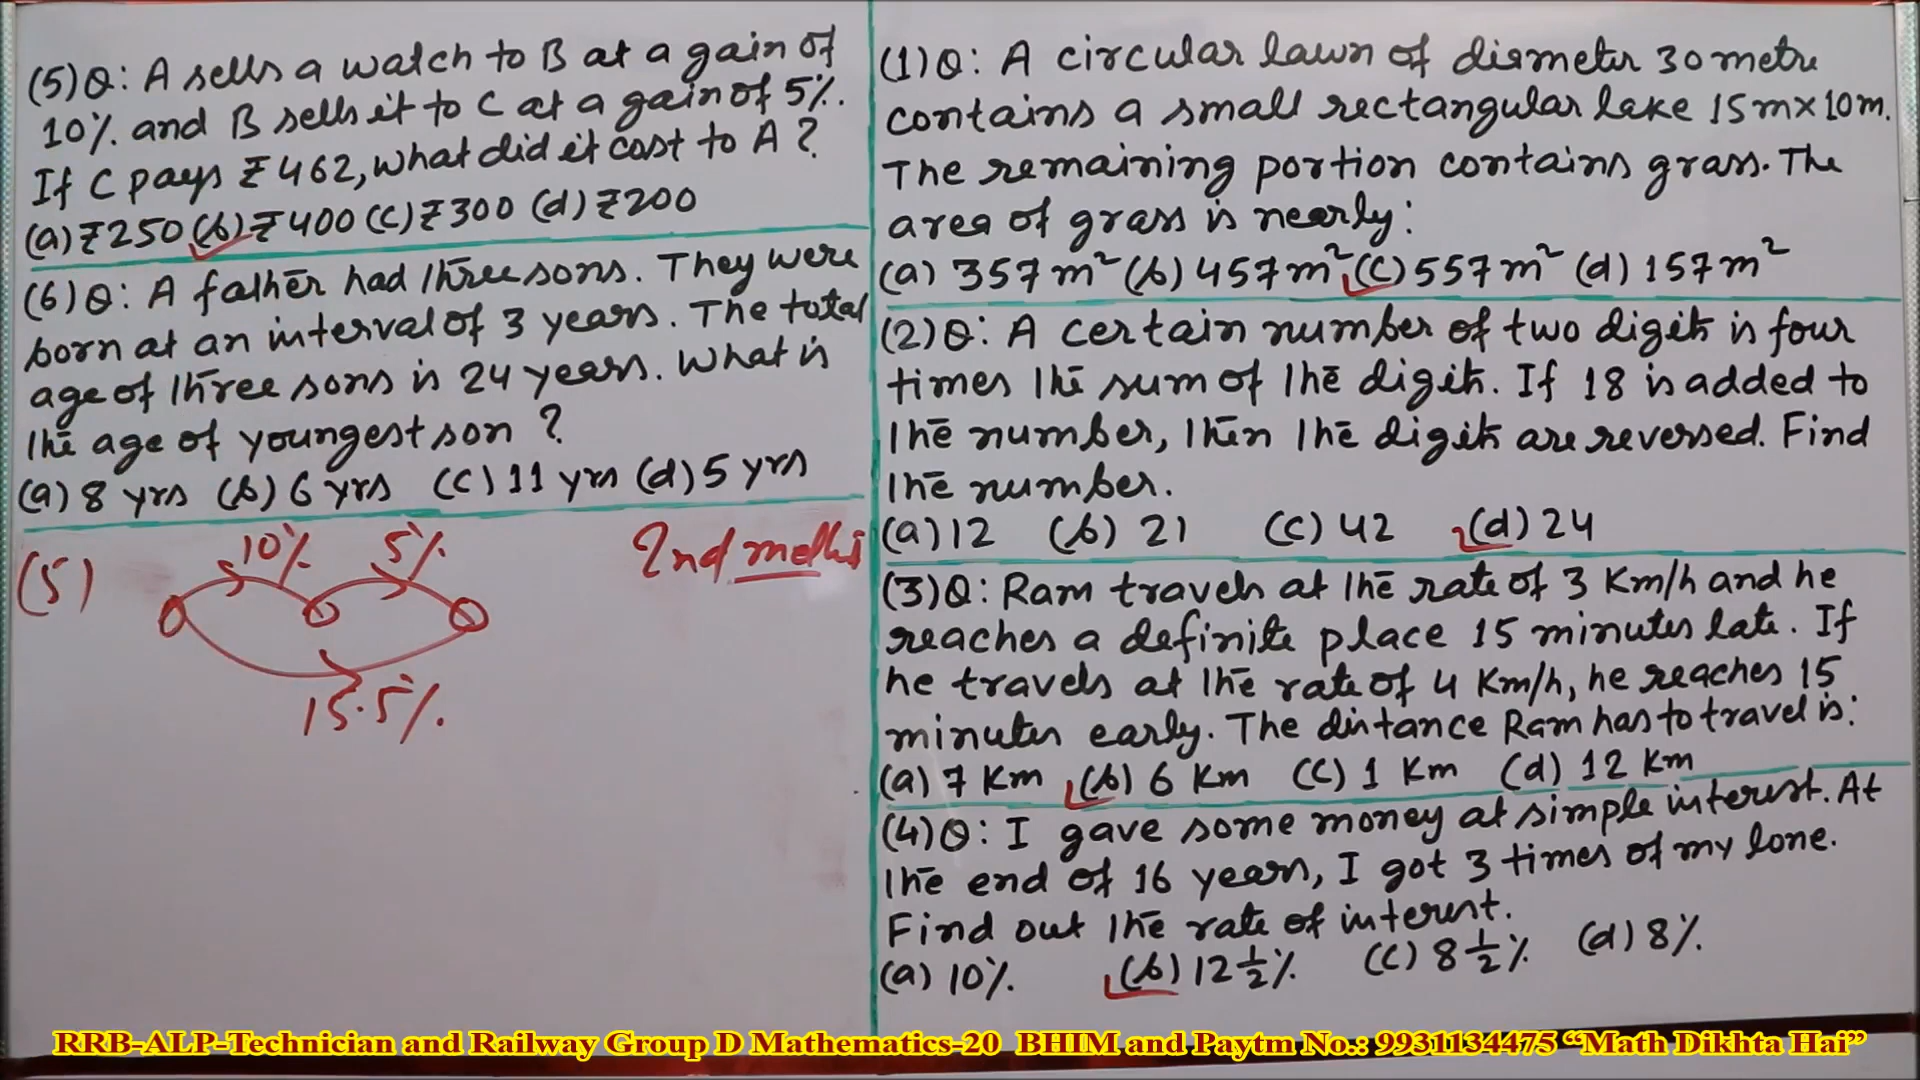 (5)Q: A sells a watch to B at a gain of
10% and B sells it to C at a gain of 5%.
If C pays ₹462, what did it cost to A?
(a) ₹250 (b) ₹400 (c) ₹300 (d) ₹200
(6)Q: A father had three sons. They were
born at an interval of 3 years. The total
age of three sons is 24 years. What is
the age of youngest son?
(a) 8 yrs (b) 6 yrs (c) 11 yrs (d) 5 yrs
(5) 10% 5%
2nd
15.5%
(1)Q: A circular lawn of diameter 30 metre
contains a small rectangular lake 15m×10m.
The remaining portion contains grass. The
area of grass is nearly:
(a) 357 m² (b) 457 m² (c) 557 m² (d) 157 m²
(2)Q: A certain number of two digits is four
times the sum of the digits. If 18 is added to
the number, then the digits are reversed. Find
the number.
(a) 12 (b) 21 (c) 42 (d) 24
(3)Q: Ram travels at the rate of 3 Km/h and he
reaches a definite place 15 minutes late. If
he travels at the rate of 4 Km/h, he reaches 15
minutes early. The distance Ram has to travel is:
(a) 7 Km (b) 6 Km (c) 1 Km (d) 12 Km
(4)Q: I gave some money at simple interest. At
the end of 16 years, I got 3 times of my lone.
Find out the rate of interest.
(a) 10% (b) 12 1/2 % (c) 8 1/2 % (d) 8%
RRB-ALP-Technician and Railway Group D Mathematics-20 BHIM and Paytm No.: 9931134475 “Math Dikhta Hai”